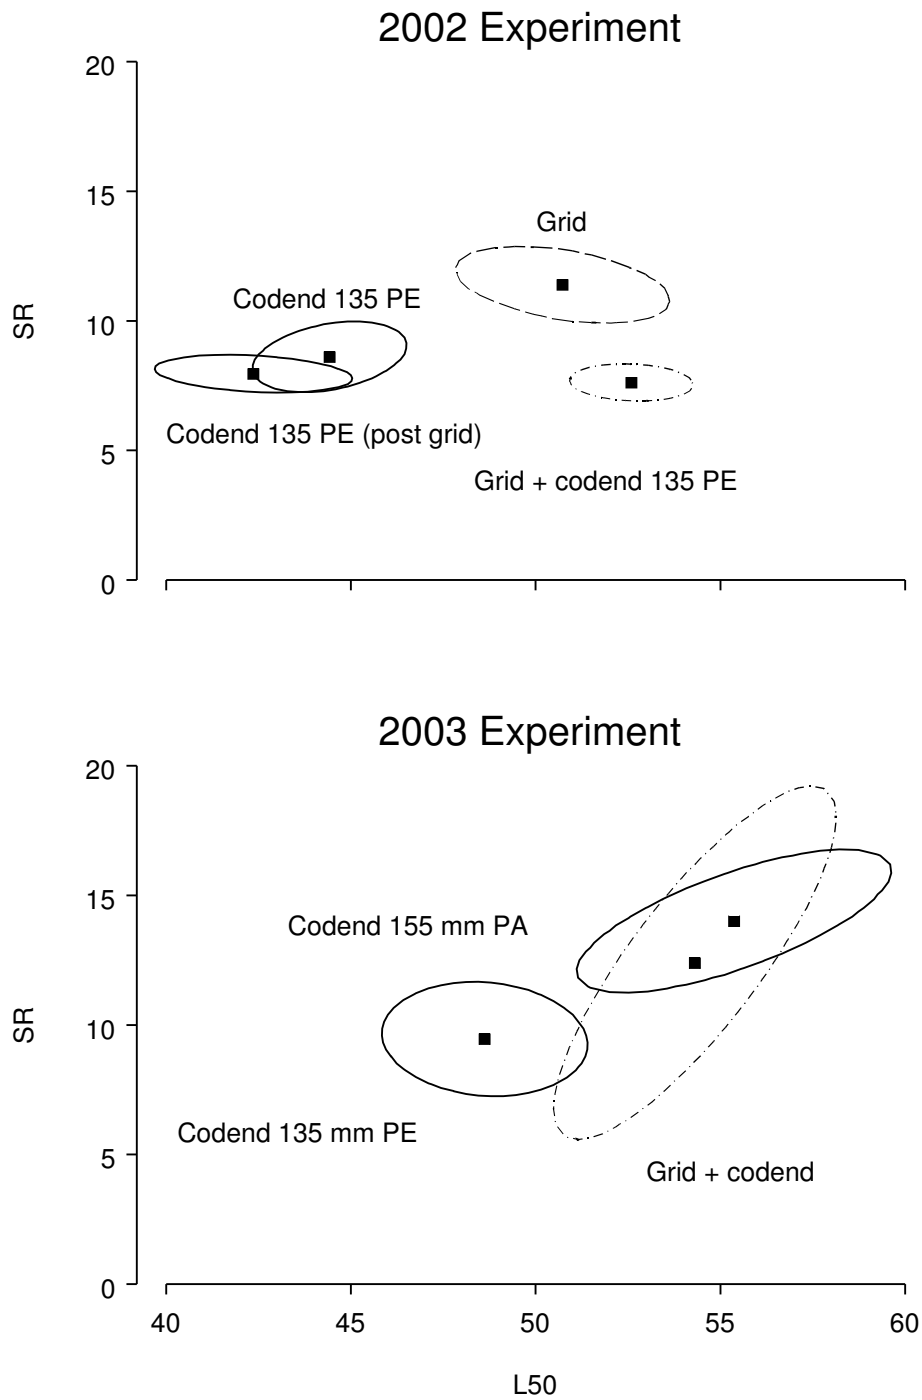 2002 Experiment
20
15
10
5
0
SR
Grid
Codend 135 PE
Codend 135 PE (post grid)
Grid + codend 135 PE
2003 Experiment
20
15
10
5
0
SR
Codend 155 mm PA
Codend 135 mm PE
Grid + codend
40 45 50 55 60
L50